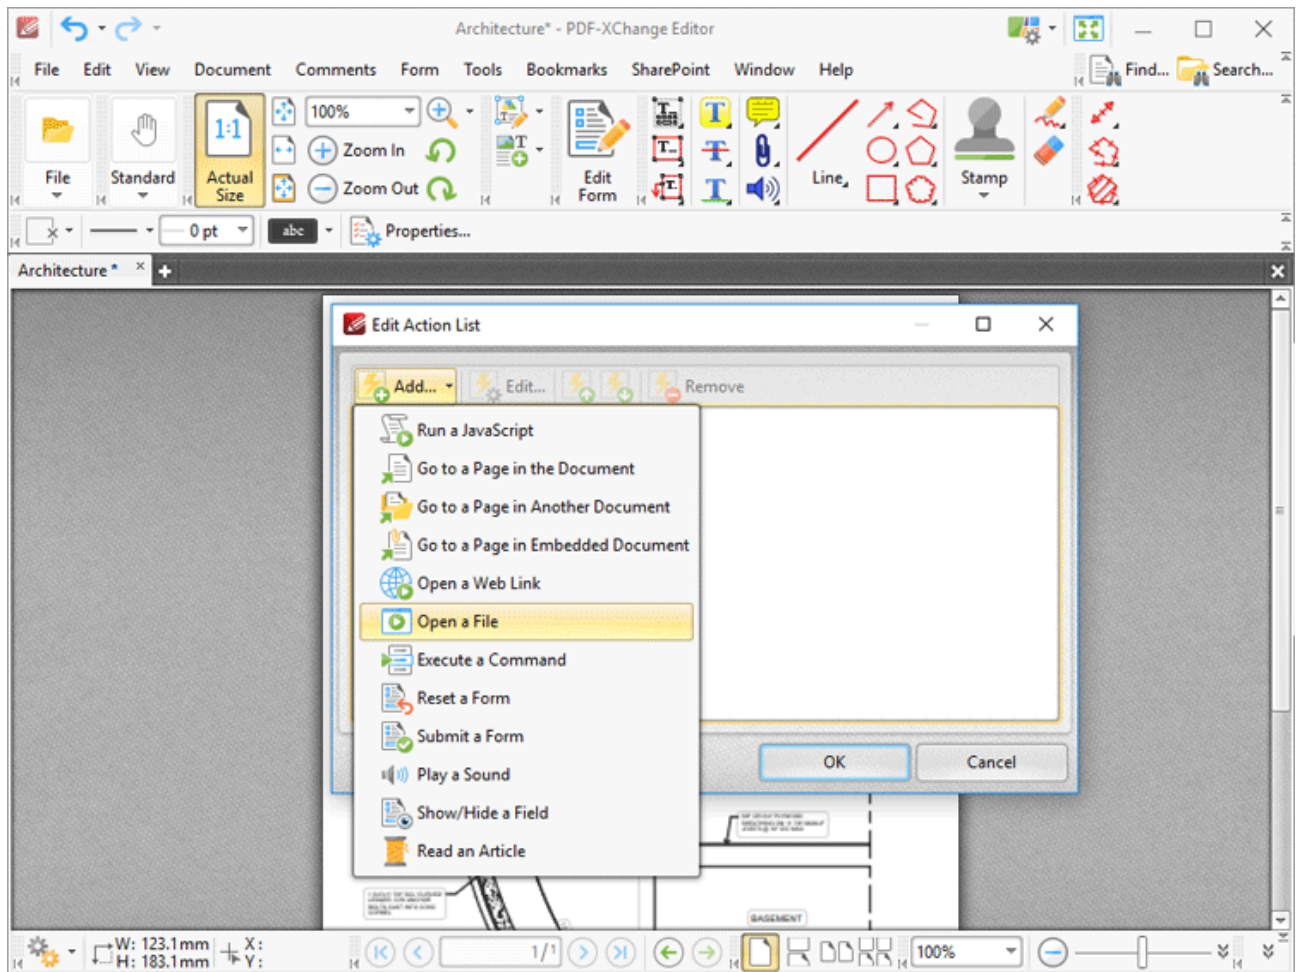 Architecture* - PDF-XChange Editor
File Edit View Document Comments Form Tools Bookmarks SharePoint Window Help
Find... Search...
100%
1:1
Zoom In
Zoom Out
File
Standard
Actual
Size
Edit
Form
Line
Stamp
0 pt
abc
Properties...
Architecture *
Edit Action List
Add... Edit... Remove
Run a JavaScript
Go to a Page in the Document
Go to a Page in Another Document
Go to a Page in Embedded Document
Open a Web Link
Open a File
Execute a Command
Reset a Form
Submit a Form
Play a Sound
Show/Hide a Field
Read an Article
OK Cancel
BASEMENT
W: 123.1mm
H: 183.1mm
X:
Y:
1/1
100%